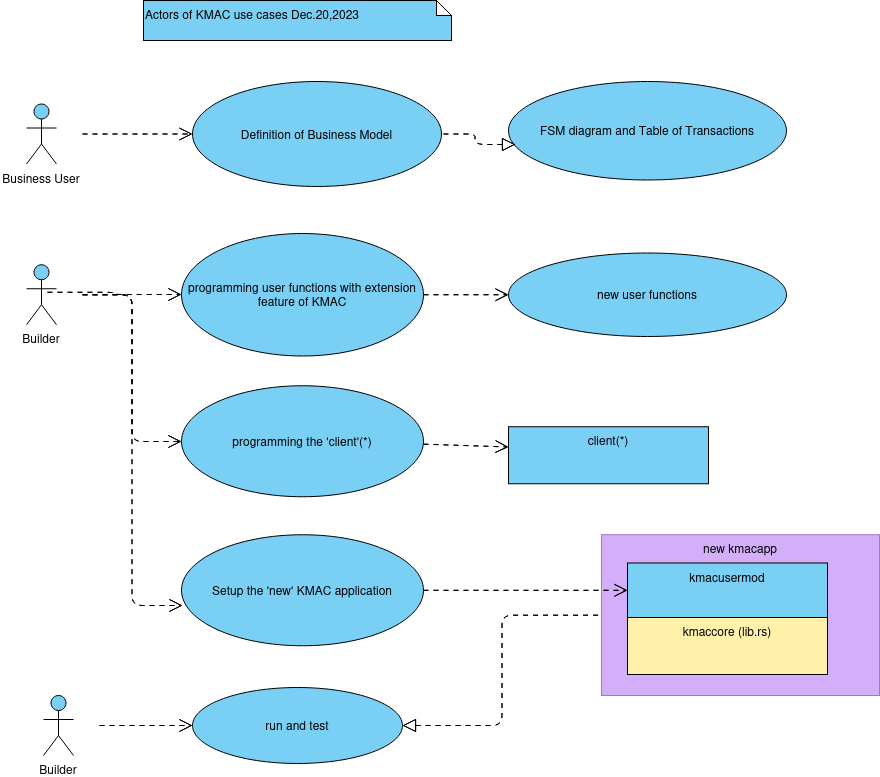 Actors of KMAC use cases Dec.20,2023
Business User
Definition of Business Model
FSM diagram and Table of Transactions
Builder
programming user functions with extension
feature of KMAC
new user functions
programming the 'client'(*)
client(*)
Setup the 'new' KMAC application
new kmacapp
kmacusermod
kmaccore (lib.rs)
Builder
run and test